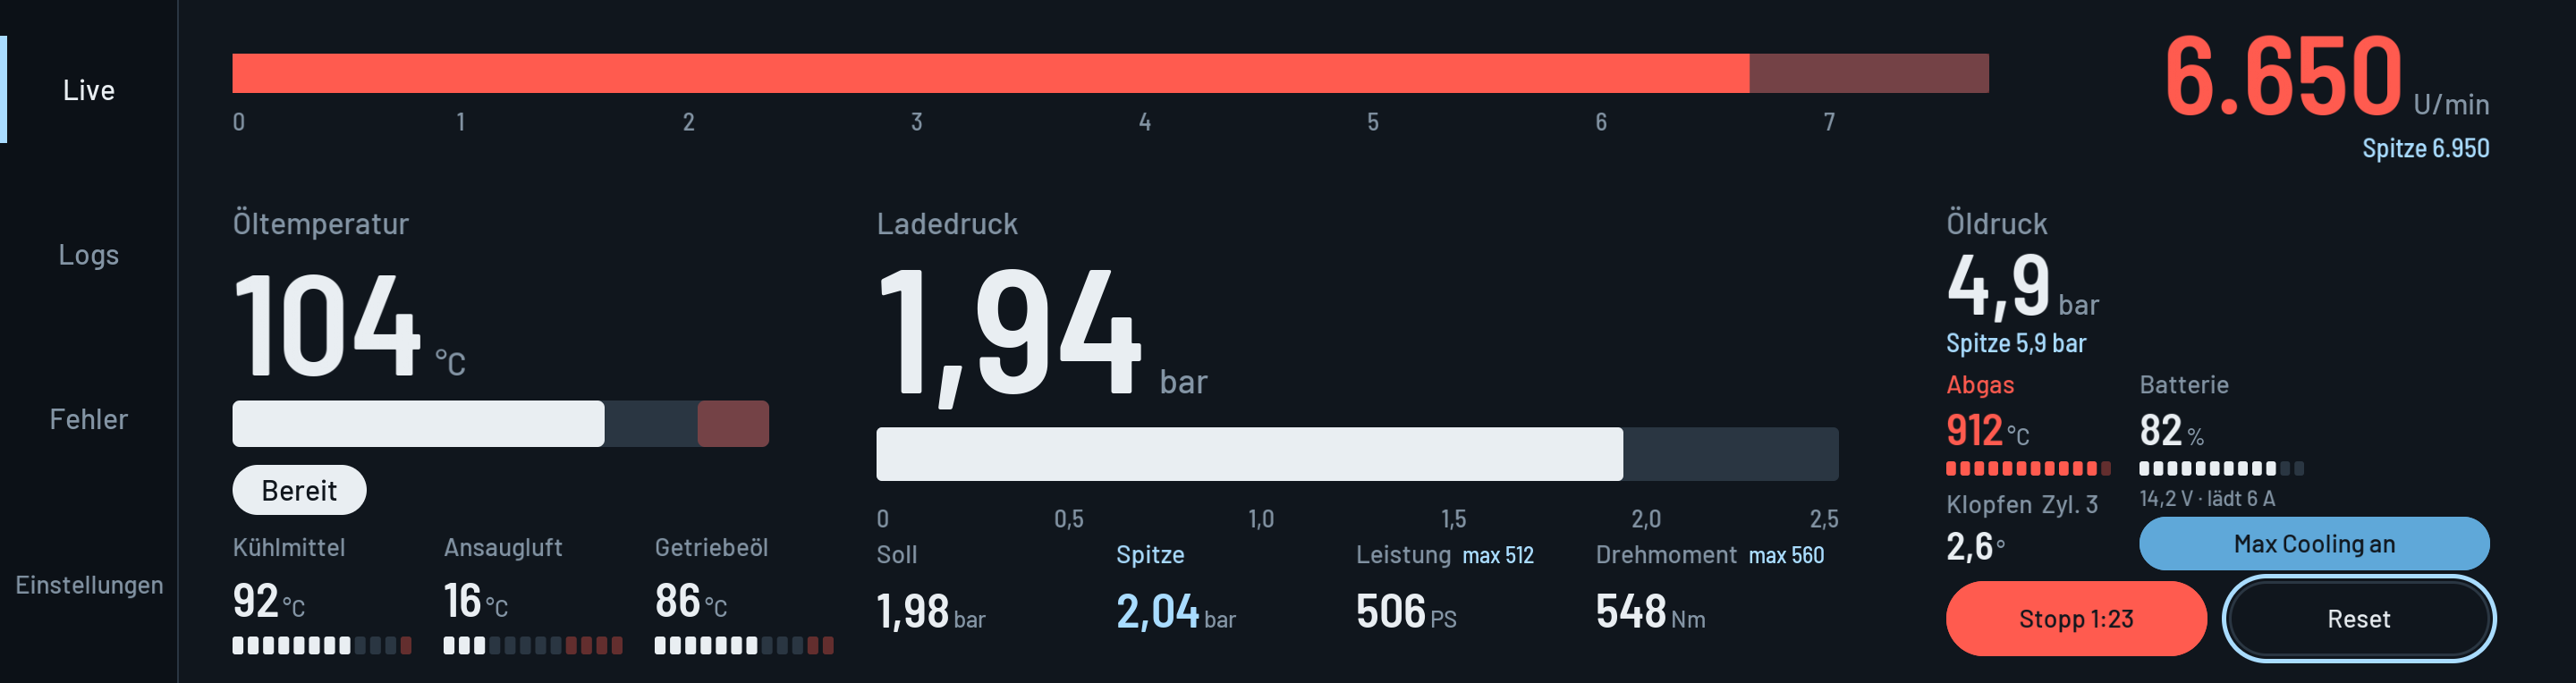 Live
Logs
Fehler
Einstellungen
0 1 2 3 4 5 6 7
6.650 U/min
Spitze 6.950
Öltemperatur
104 °C
Bereit
Kühlmittel
92 °C
Ansaugluft
16 °C
Getriebeöl
86 °C
Ladedruck
1,94 bar
0 0,5 1,0 1,5 2,0 2,5
Soll
1,98 bar
Spitze
2,04 bar
Leistung max 512
506 PS
Drehmoment max 560
548 Nm
Öldruck
4,9 bar
Spitze 5,9 bar
Abgas
912 °C
Batterie
82 %
14,2 V · lädt 6 A
Klopfen Zyl. 3
2,6 °
Max Cooling an
Stopp 1:23
Reset